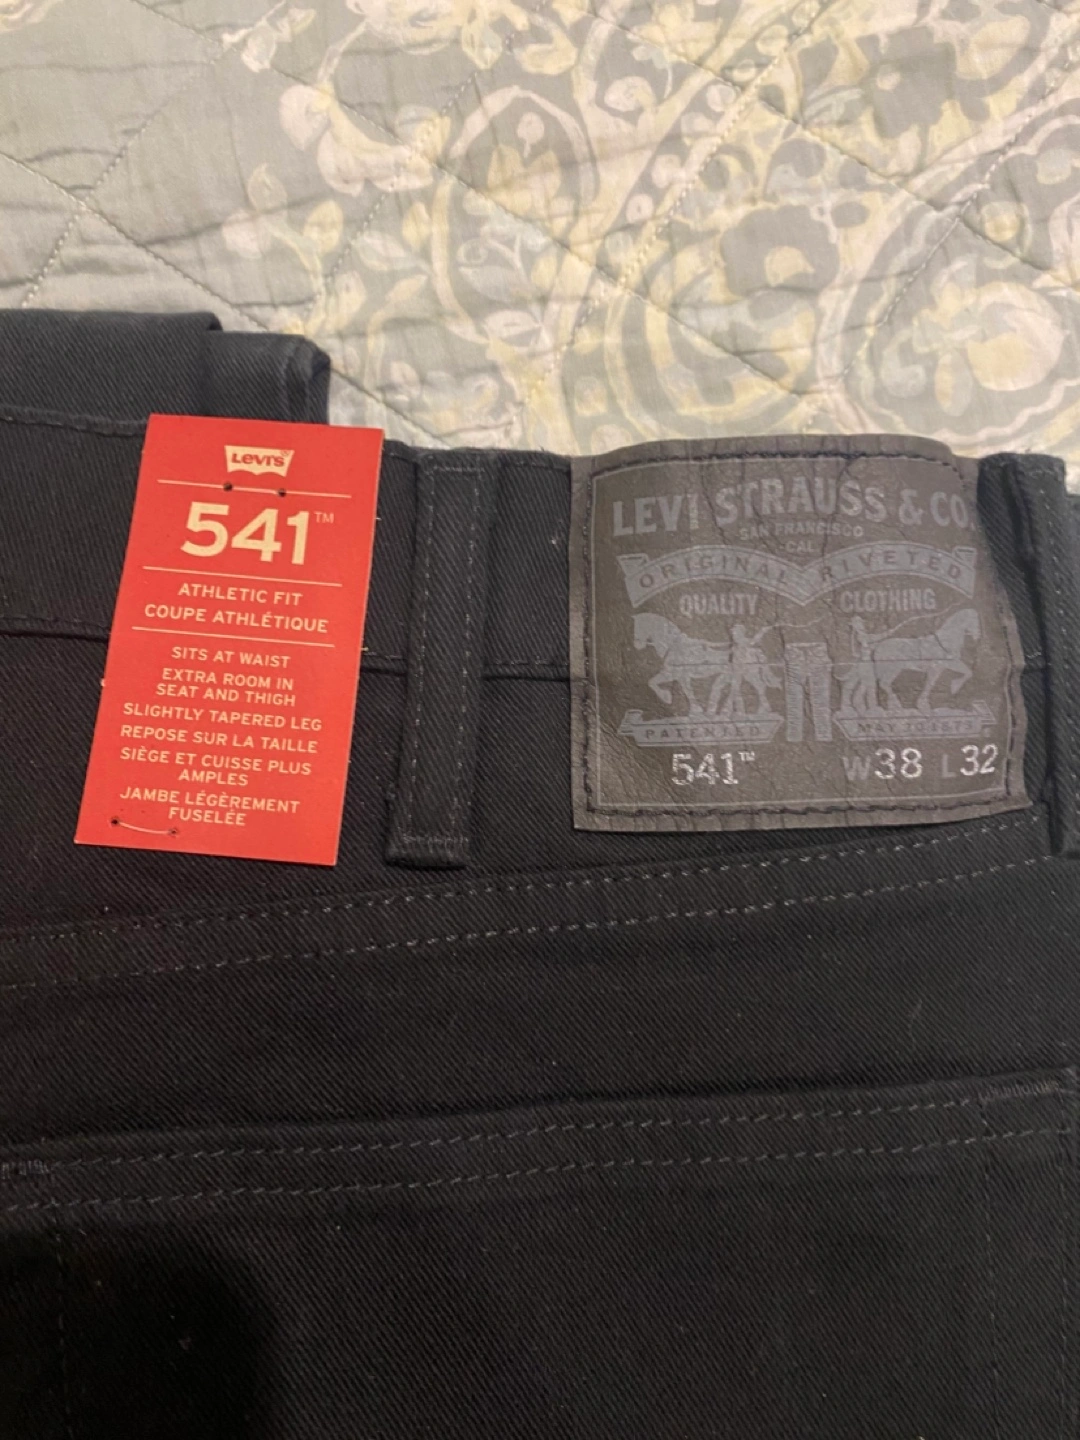 Levi's®
541™
ATHLETIC FIT
COUPE ATHLÉTIQUE
SITS AT WAIST
EXTRA ROOM IN
SEAT AND THIGH
SLIGHTLY TAPERED LEG
REPOSE SUR LA TAILLE
SIÈGE ET CUISSE PLUS
AMPLES
JAMBE LÉGÈREMENT
FUSELÉE
LEVI STRAUSS & CO.
SAN FRANCISCO
CAL
ORIGINAL RIVETED
QUALITY CLOTHING
PATENTED MAY
541™ W38 L32